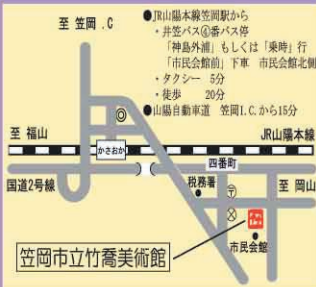 至 笠岡.C
●JR山陽本線笠岡駅から
・井笠バス④番バス停
「神島外浦」もしくは「乗時」行
「市民会館前」下車 市民会館北側
・タクシー 5分
・徒歩 20分
●山陽自動車道 笠岡I.C.から15分
至 福山
JR山陽本線
かさおか
四番町
国道2号線
税務署
至 岡山
市民会館
笠岡市立竹喬美術館